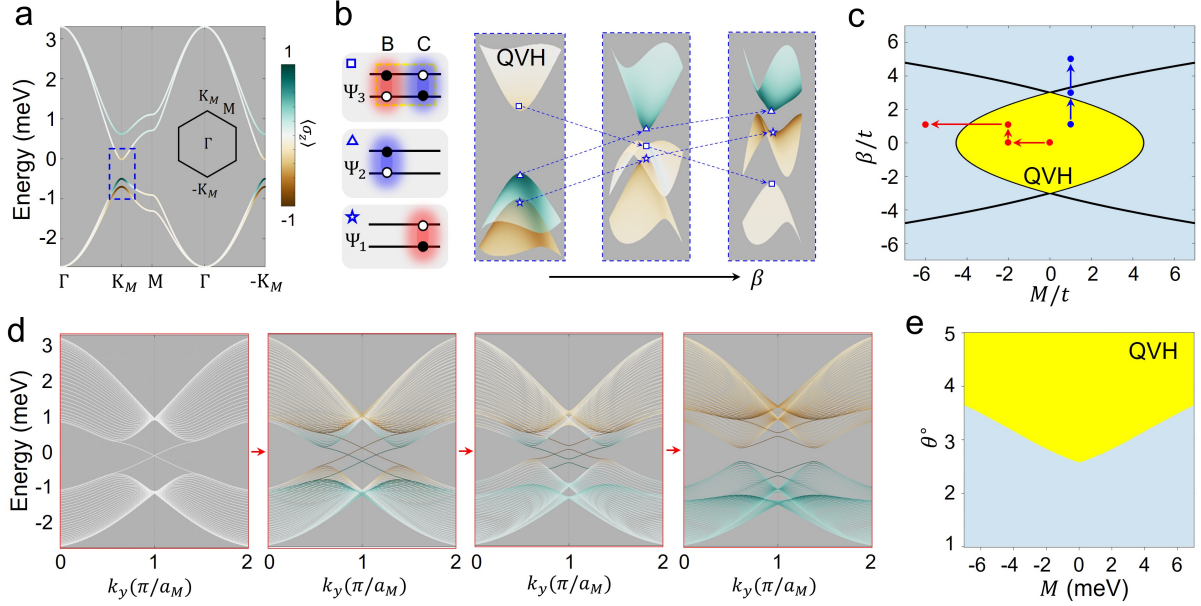 a
Energy (meV)
3
2
1
0
-1
-2
Γ
K_M
M
Γ
-K_M
K_M
M
Γ
-K_M
1
-1
⟨σ_z⟩
b
B
C
Ψ₃
Ψ₂
Ψ₁
QVH
β
c
β/t
6
4
2
0
-2
-4
-6
QVH
-6
-4
-2
0
2
4
6
M/t
d
Energy (meV)
3
2
1
0
-1
-2
0
1
2
k_y(π/a_M)
0
1
2
k_y(π/a_M)
0
1
2
k_y(π/a_M)
0
1
2
k_y(π/a_M)
e
θ°
5
4
3
2
1
QVH
-6
-4
-2
0
2
4
6
M (meV)